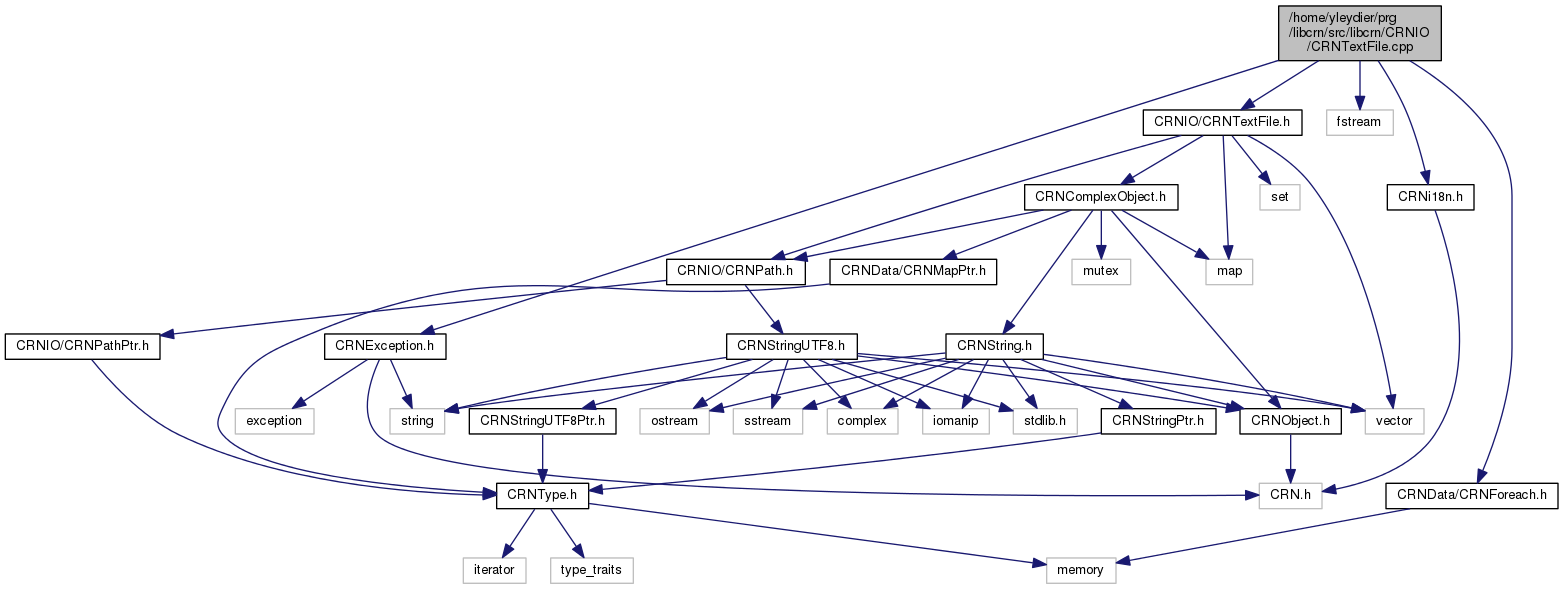 /home/yleydier/prg
/libcrn/src/libcrn/CRNIO
/CRNTextFile.cpp
CRNIO/CRNTextFile.h
fstream
CRNComplexObject.h
set
CRNi18n.h
CRNIO/CRNPath.h
CRNData/CRNMapPtr.h
mutex
map
CRNIO/CRNPathPtr.h
CRNException.h
CRNStringUTF8.h
CRNString.h
exception
string
CRNStringUTF8Ptr.h
ostream
sstream
complex
iomanip
stdlib.h
CRNStringPtr.h
CRNObject.h
vector
CRNType.h
CRN.h
CRNData/CRNForeach.h
iterator
type_traits
memory